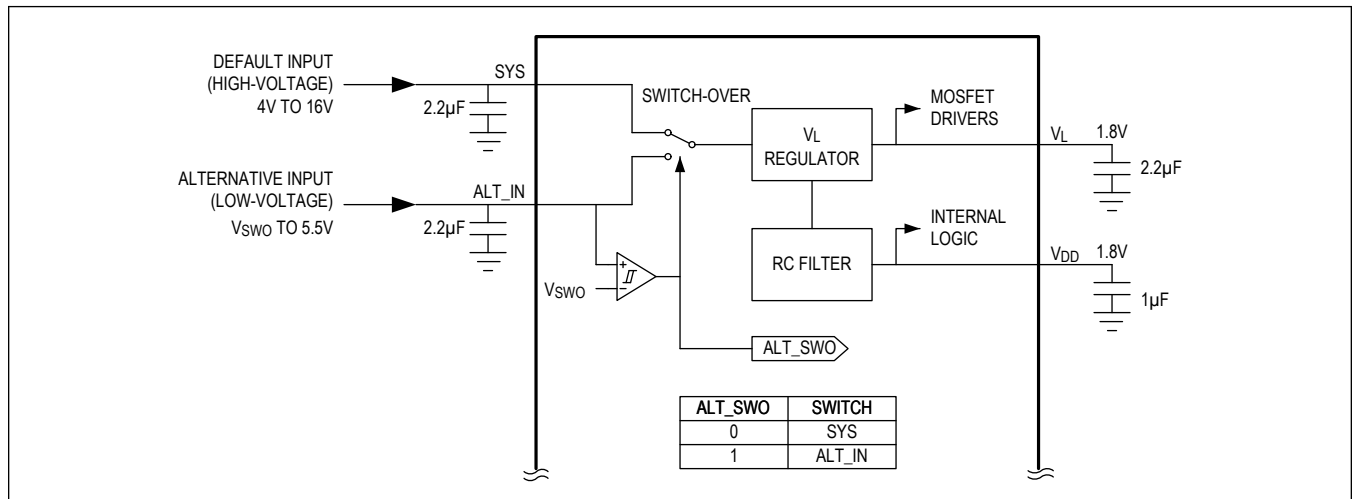 DEFAULT INPUT
(HIGH-VOLTAGE)
4V TO 16V
SYS
2.2µF
SWITCH-OVER
VL
REGULATOR
MOSFET
DRIVERS
VL
1.8V
2.2µF
ALTERNATIVE INPUT
(LOW-VOLTAGE)
VSWO TO 5.5V
ALT_IN
2.2µF
+
−
VSWO
RC FILTER
INTERNAL
LOGIC
VDD
1.8V
1µF
ALT_SWO
ALT_SWO SWITCH
0 SYS
1 ALT_IN